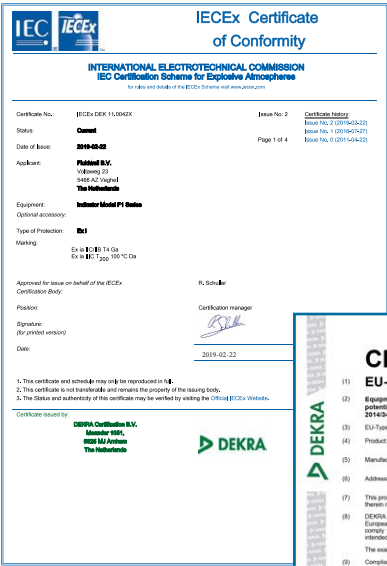 IEC IECEx
IECEx Certificate
of Conformity
INTERNATIONAL ELECTROTECHNICAL COMMISSION
IEC Certification Scheme for Explosive Atmospheres
for rules and details of the IECEx Scheme visit www.iecex.com
Certificate No.: IECEx DEK 11.0042X Issue No: 2 Certificate history:
Issue No. 2 (2019-02-22)
Status: Current Issue No. 1 (2016-07-27)
Page 1 of 4 Issue No. 0 (2011-04-22)
Date of Issue: 2019-02-22
Applicant: Fluidwell B.V.
Voltaweg 23
5466 AZ Veghel
The Netherlands
Equipment: Indicator Model F1 Series
Optional accessory:
Type of Protection: Ex i
Marking:
Ex ia IIC/IIB T4 Ga
Ex ia IIIC T200 100 °C Da
Approved for issue on behalf of the IECEx R. Schuller
Certification Body:
Position: Certification manager
Signature:
(for printed version)
Date: 2019-02-22
1. This certificate and schedule may only be reproduced in full.
2. This certificate is not transferable and remains the property of the issuing body.
3. The Status and authenticity of this certificate may be verified by visiting the Official IECEx Website.
Certificate issued by:
DEKRA Certification B.V.
Meander 1051,
6825 MJ Arnhem
The Netherlands
DEKRA
DEKRA
(1) EU-
(2) Equipm
potenti
2014/34
(3) EU-Type
(4) Product:
(5) Manufac
(6) Address
(7) This pro
therein r
(8) DEKRA
Europea
comply
intended
The exa
(9) Complia